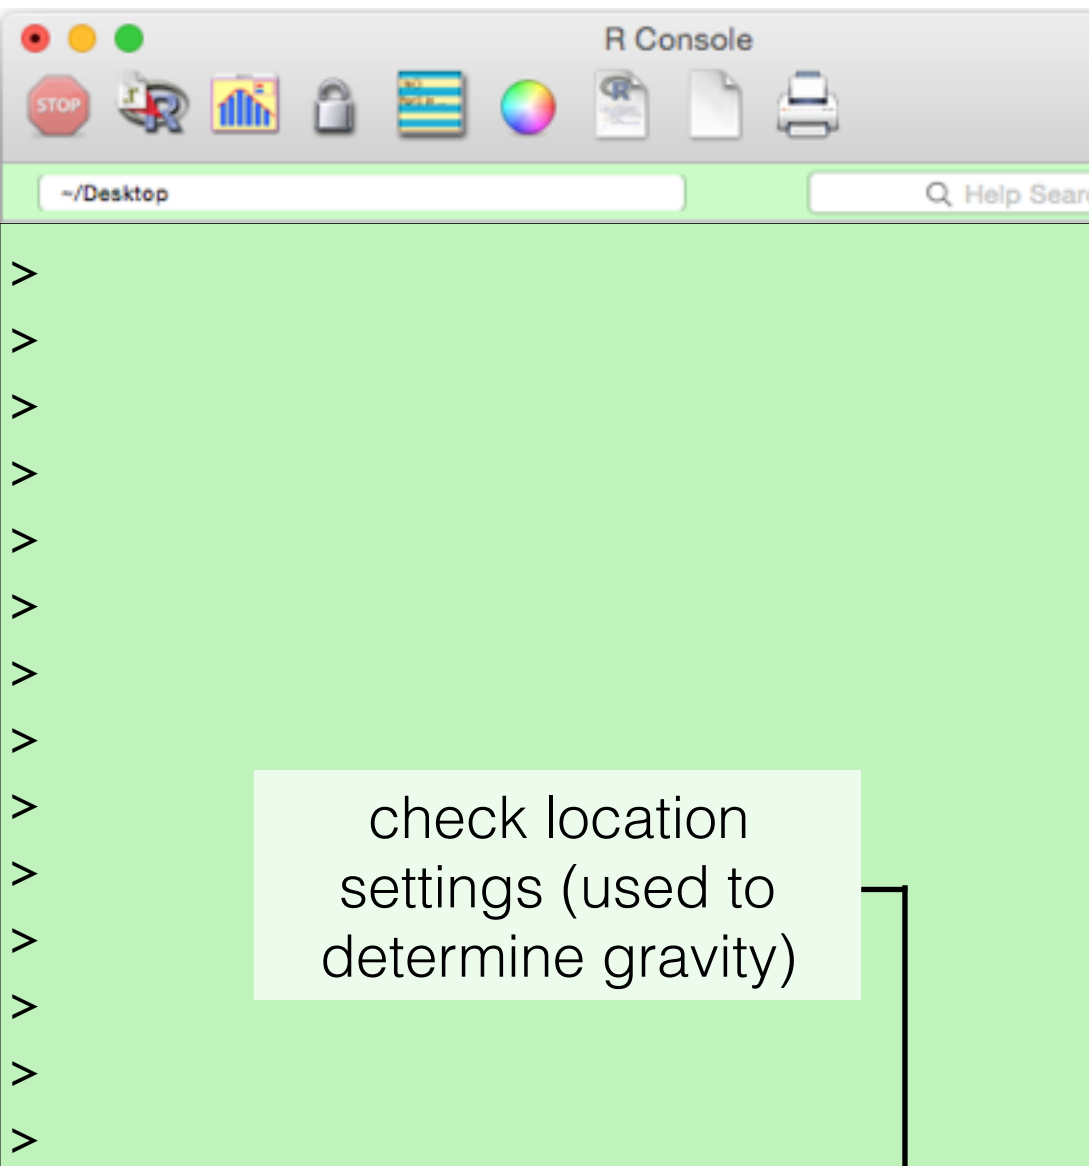 R Console
STOP
~/Desktop
Help Sear
>
>
>
>
>
>
>
>
>
>
>
>
>
>
check location
settings (used to
determine gravity)